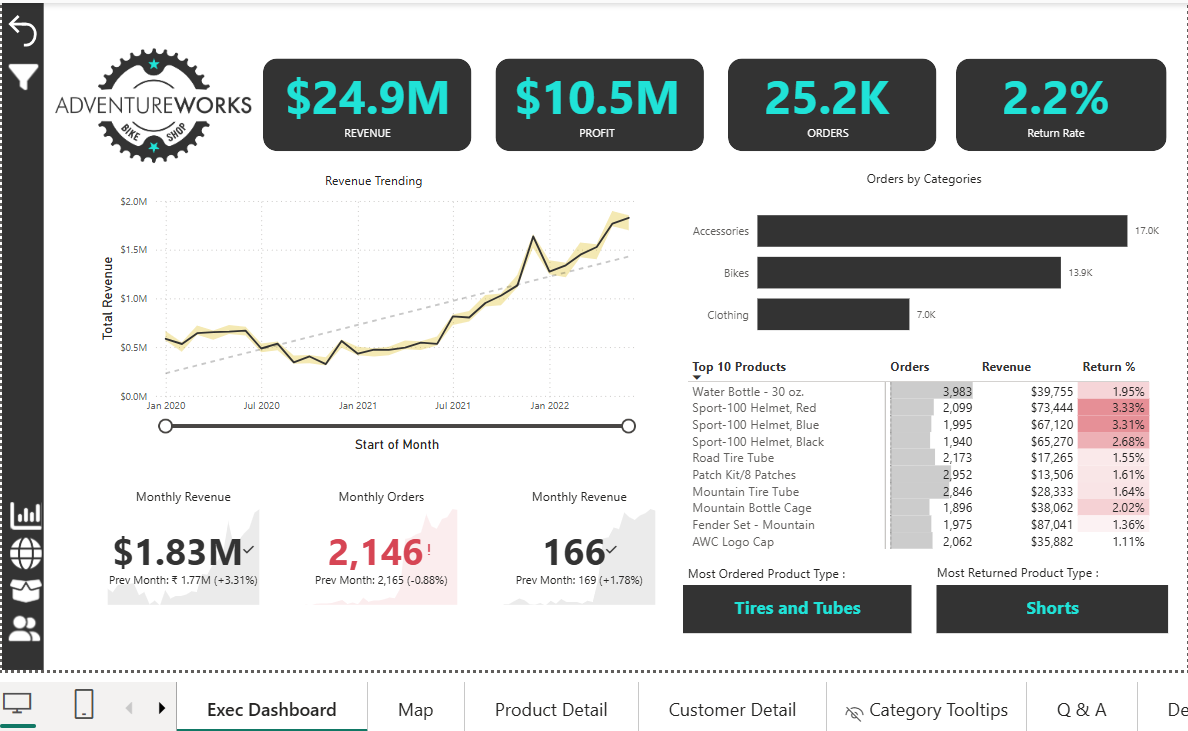 ADVENTUREWORKS
BIKE SHOP
$24.9M
REVENUE
$10.5M
PROFIT
25.2K
ORDERS
2.2%
Return Rate
Revenue Trending
Total Revenue
$2.0M
$1.5M
$1.0M
$0.5M
$0.0M
Jan 2020 Jul 2020 Jan 2021 Jul 2021 Jan 2022
Start of Month
Orders by Categories
Accessories 17.0K
Bikes 13.9K
Clothing 7.0K
Top 10 Products Orders Revenue Return %
Water Bottle - 30 oz. 3,983 $39,755 1.95%
Sport-100 Helmet, Red 2,099 $73,444 3.33%
Sport-100 Helmet, Blue 1,995 $67,120 3.31%
Sport-100 Helmet, Black 1,940 $65,270 2.68%
Road Tire Tube 2,173 $17,265 1.55%
Patch Kit/8 Patches 2,952 $13,506 1.61%
Mountain Tire Tube 2,846 $28,333 1.64%
Mountain Bottle Cage 1,896 $38,062 2.02%
Fender Set - Mountain 1,975 $87,041 1.36%
AWC Logo Cap 2,062 $35,882 1.11%
Monthly Revenue
$1.83M
Prev Month: ₹ 1.77M (+3.31%)
Monthly Orders
2,146!
Prev Month: 2,165 (-0.88%)
Monthly Revenue
166
Prev Month: 169 (+1.78%)
Most Ordered Product Type :
Tires and Tubes
Most Returned Product Type :
Shorts
Exec Dashboard Map Product Detail Customer Detail Category Tooltips Q & A De